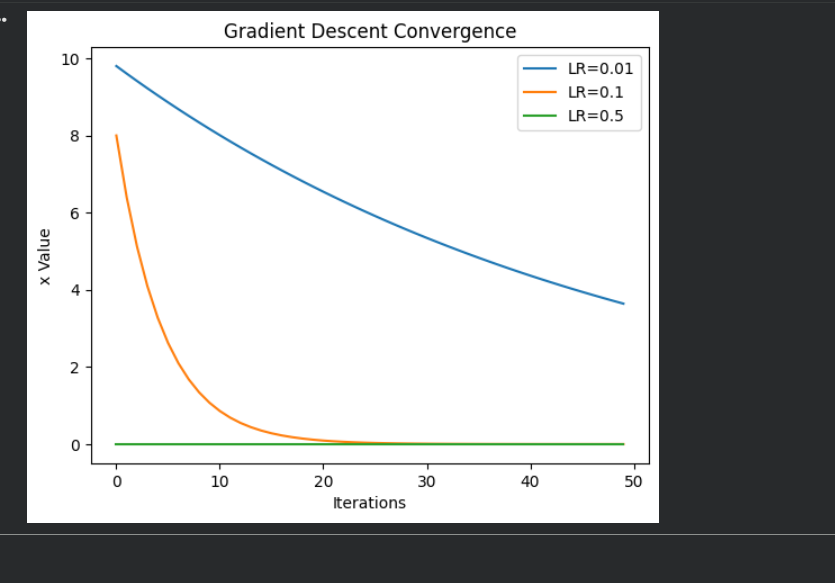 Gradient Descent Convergence
LR=0.01
LR=0.1
LR=0.5
10
8
6
4
2
0
x Value
0 10 20 30 40 50
Iterations